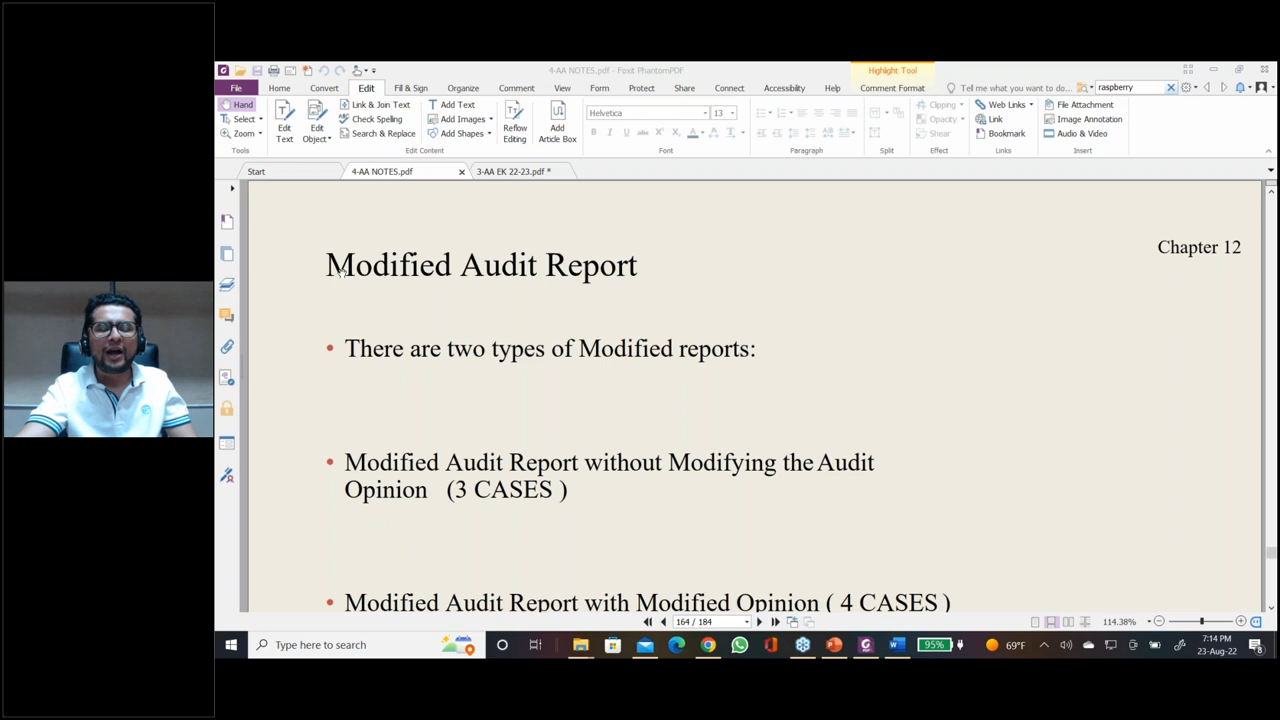 4-AA NOTES.pdf - Foxit PhantomPDF
Highlight Tool
File Home Convert Edit Fill & Sign Organize Comment View Form Protect Share Connect Accessibility Help Comment Format Tell me what you want to do... raspberry
Hand
Select
Zoom
Tools
Edit
Text
Edit
Object
Link & Join Text
Check Spelling
Search & Replace
Add Text
Add Images
Add Shapes
Reflow
Editing
Add
Article Box
Edit Content
Helvetica 13
Font
Paragraph
Split
Clipping
Opacity
Shear
Effect
Web Links
Link
Bookmark
Links
File Attachment
Image Annotation
Audio & Video
Insert
Start 4-AA NOTES.pdf 3-AA EK 22-23.pdf *
Chapter 12
Modified Audit Report
• There are two types of Modified reports:
• Modified Audit Report without Modifying the Audit
Opinion (3 CASES )
• Modified Audit Report with Modified Opinion ( 4 CASES )
164 / 184 114.38%
Type here to search 95% 69°F 7:14 PM
23-Aug-22